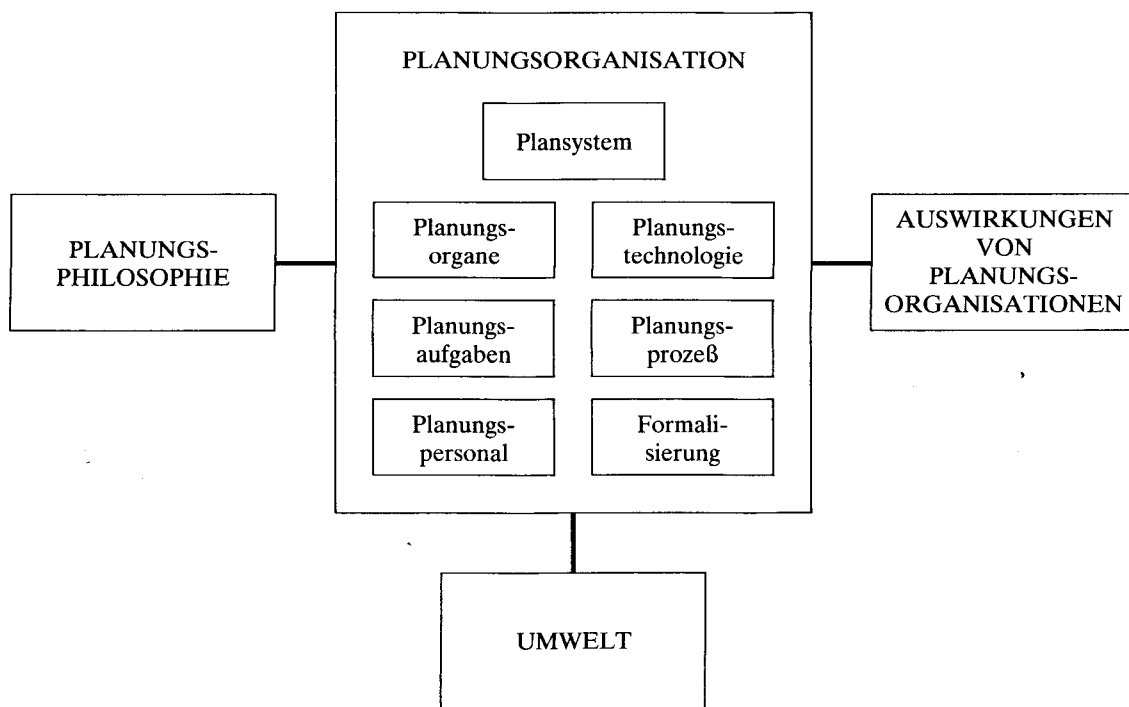 PLANUNGSORGANISATION
Plansystem
Planungs-
organe
Planungs-
technologie
Planungs-
aufgaben
Planungs-
prozeß
Planungs-
personal
Formali-
sierung
PLANUNGS-
PHILOSOPHIE
AUSWIRKUNGEN
VON
PLANUNGS-
ORGANISATIONEN
UMWELT